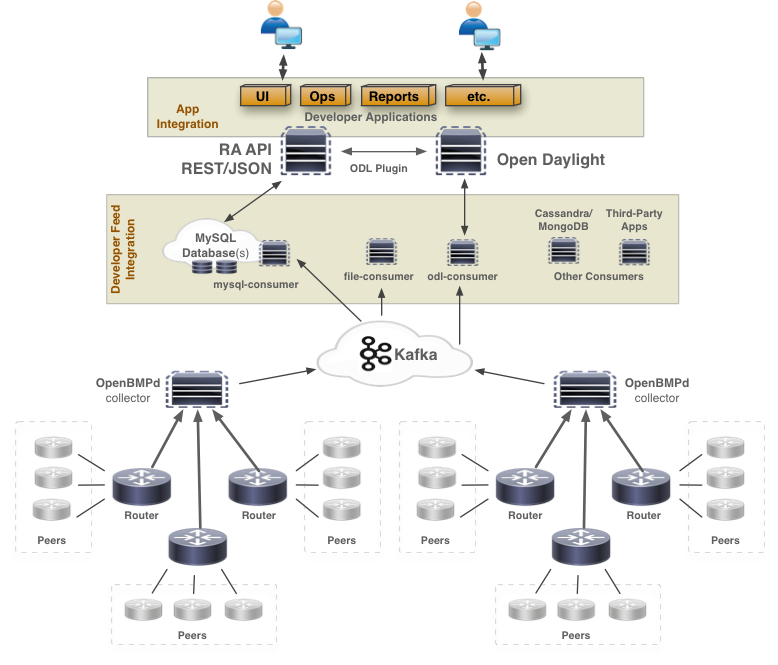 UI
Ops
Reports
etc.
App
Integration
Developer Applications
RA API
REST/JSON
ODL Plugin
Open Daylight
Developer Feed
Integration
MySQL
Database(s)
mysql-consumer
file-consumer
odl-consumer
Cassandra/
MongoDB
Third-Party
Apps
Other Consumers
Kafka
OpenBMPd
collector
OpenBMPd
collector
Router
Router
Peers
Peers
Peers
Router
Router
Peers
Peers
Peers